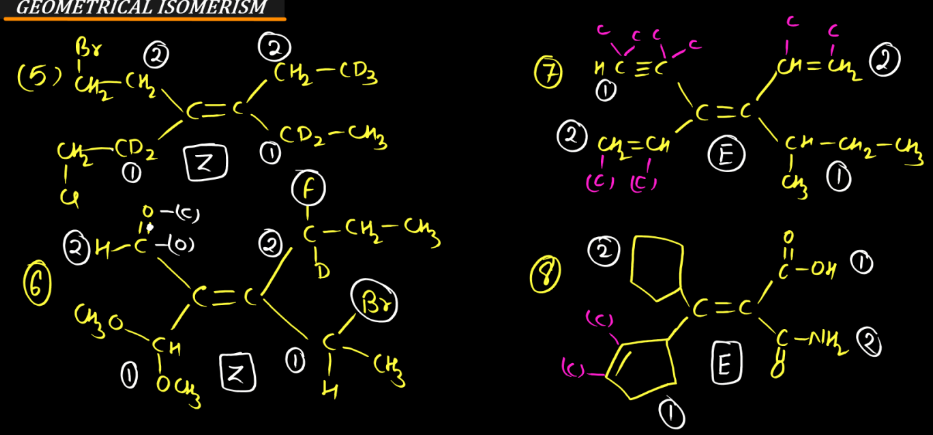 GEOMETRICAL ISOMERISM
(5)
Br
CH2-CH2
②
②
CH2-CD3
C=C
CH2-CD2
①
Cl
Z
①
CD2-CH3
⑥
O-(C)
||
② H-C-(O)
② F
C-CH2-CH3
D
C=C
CH3O
CH
① OCH3
Z
①
Br
C-CH3
H
⑦
C C C C
H C≡C
①
C C
CH=CH2 ②
C=C
② CH2=CH
(C) (C)
E
CH-CH2-CH3
CH3 ①
⑧
②
O
||
C-OH ①
C=C
(C)
(C)
①
E
C-NH2 ②
||
O